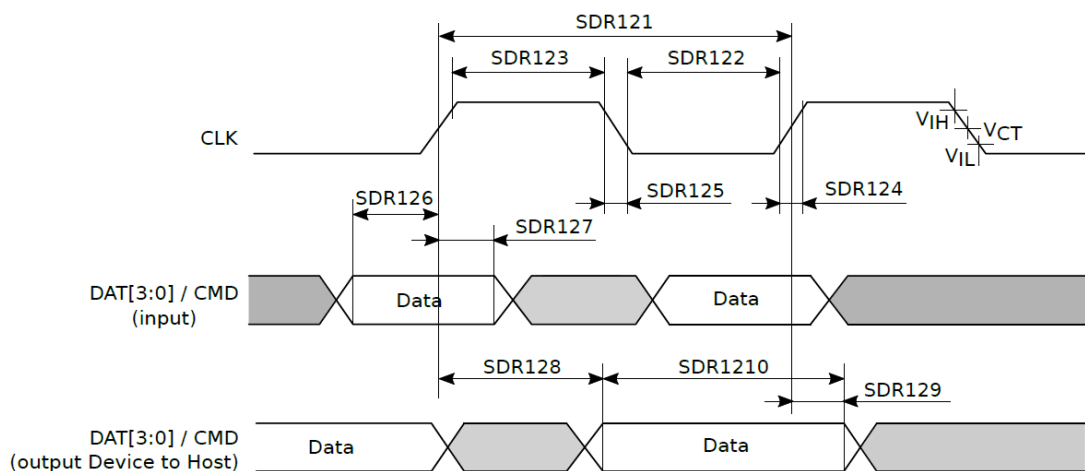 SDR121
SDR123
SDR122
CLK
VIH
VCT
VIL
SDR126
SDR125
SDR124
SDR127
DAT[3:0] / CMD
(input)
Data
Data
SDR128
SDR1210
SDR129
DAT[3:0] / CMD
(output Device to Host)
Data
Data